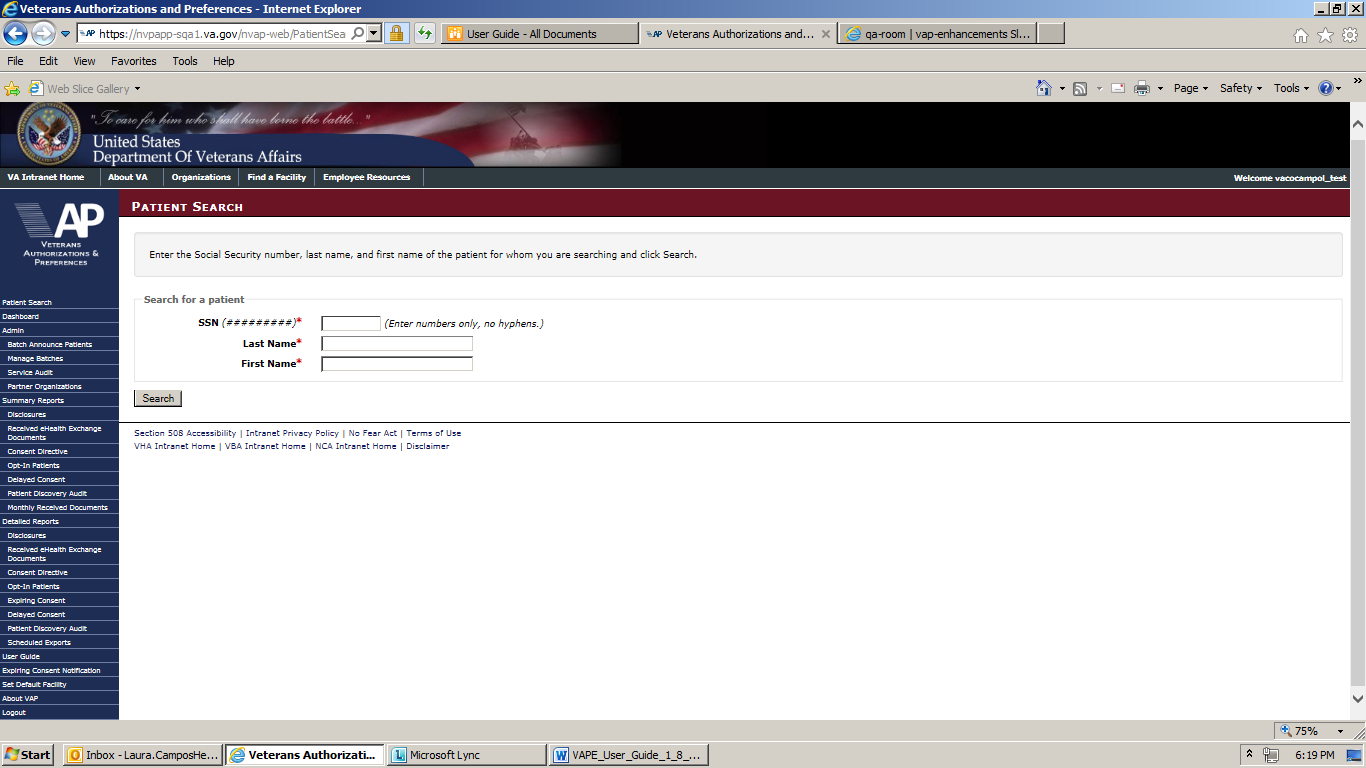 Veterans Authorizations and Preferences - Internet Explorer
https://nvpapp-sqa1.va.gov/nvap-web/PatientSea
User Guide - All Documents
Veterans Authorizations and...
qa-room | vap-enhancements Sl...
File Edit View Favorites Tools Help
Web Slice Gallery
Page Safety Tools
"To care for him who shall have borne the battle..."
United States
Department Of Veterans Affairs
VA Intranet Home About VA Organizations Find a Facility Employee Resources
Welcome vacocampol_test
VAP
Veterans
Authorizations &
Preferences
Patient Search
Dashboard
Admin
Batch Announce Patients
Manage Batches
Service Audit
Partner Organizations
Summary Reports
Disclosures
Received eHealth Exchange
Documents
Consent Directive
Opt-In Patients
Delayed Consent
Patient Discovery Audit
Monthly Received Documents
Detailed Reports
Disclosures
Received eHealth Exchange
Documents
Consent Directive
Opt-In Patients
Expiring Consent
Delayed Consent
Patient Discovery Audit
Scheduled Exports
User Guide
Expiring Consent Notification
Set Default Facility
About VAP
Logout
Patient Search
Enter the Social Security number, last name, and first name of the patient for whom you are searching and click Search.
Search for a patient
SSN (#########)* (Enter numbers only, no hyphens.)
Last Name*
First Name*
Search
Section 508 Accessibility | Intranet Privacy Policy | No Fear Act | Terms of Use
VHA Intranet Home | VBA Intranet Home | NCA Intranet Home | Disclaimer
75%
Start
Inbox - Laura.CamposHe...
Veterans Authorizati...
Microsoft Lync
VAPE_User_Guide_1_8_...
6:19 PM